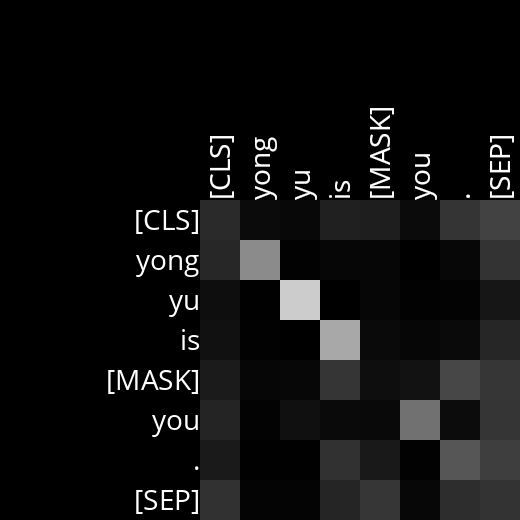 [CLS] yong yu is [MASK] you . [SEP]
[CLS]
yong
yu
is
[MASK]
you
.
[SEP]